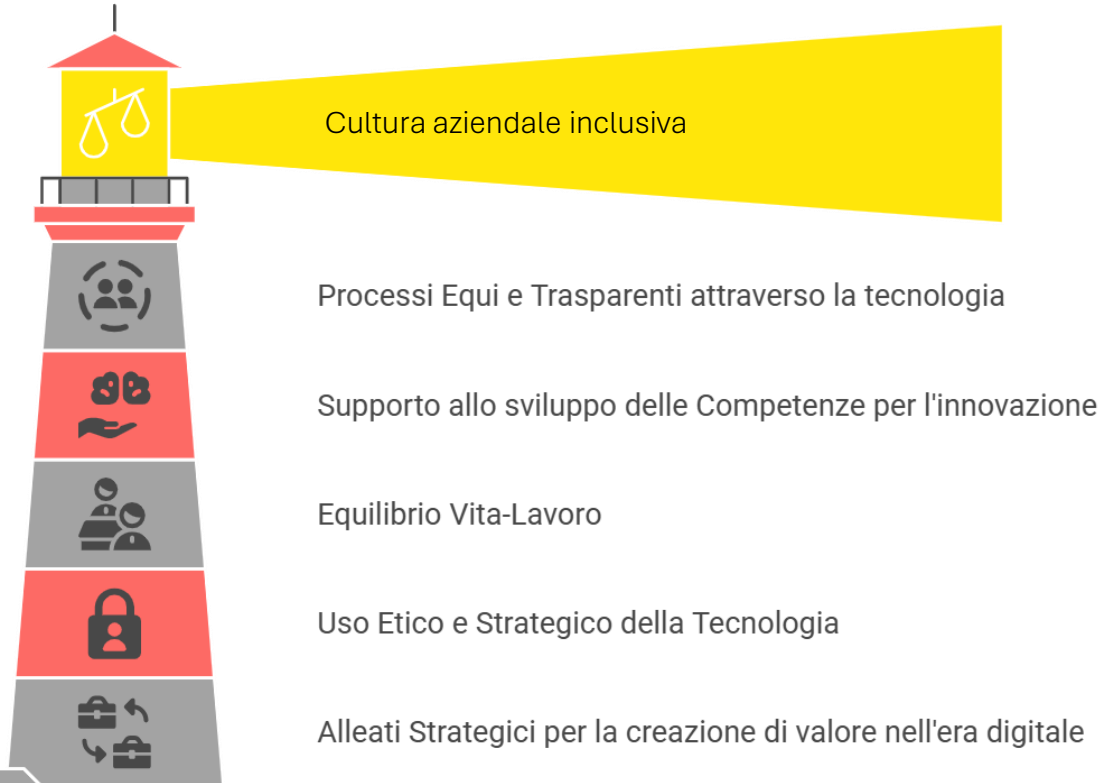 Cultura aziendale inclusiva
Processi Equi e Trasparenti attraverso la tecnologia
Supporto allo sviluppo delle Competenze per l'innovazione
Equilibrio Vita-Lavoro
Uso Etico e Strategico della Tecnologia
Alleati Strategici per la creazione di valore nell'era digitale